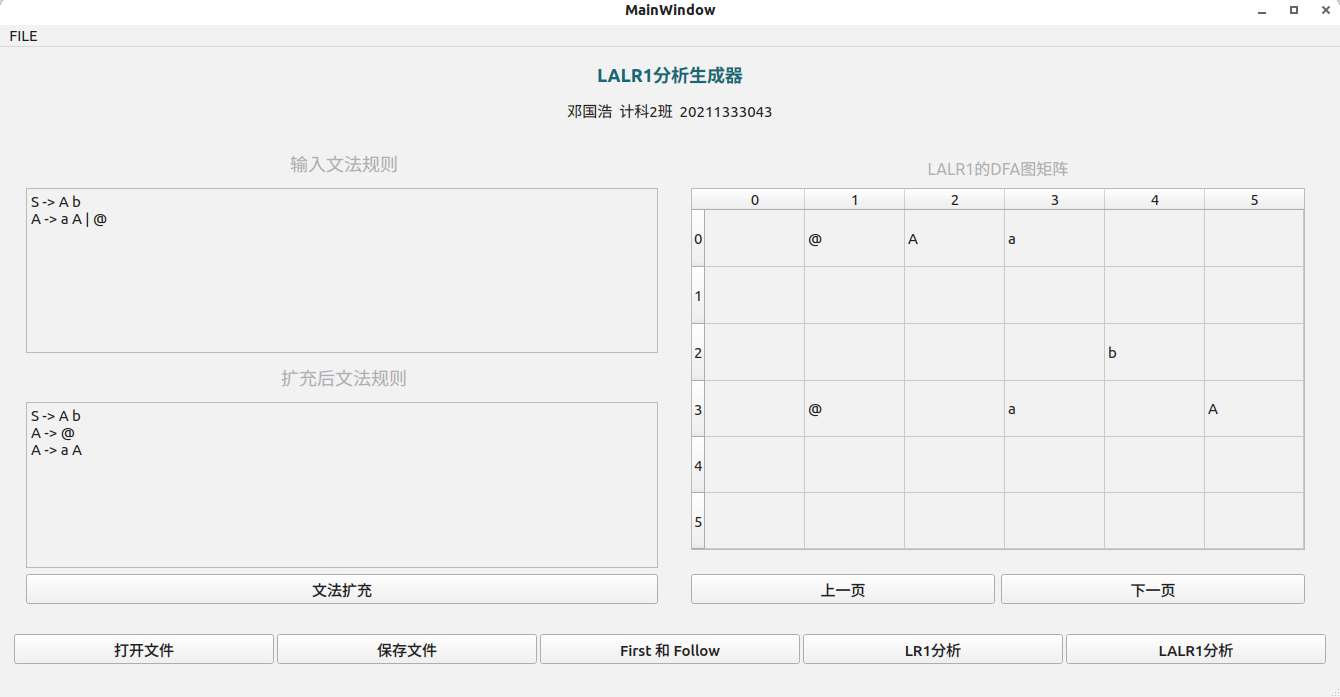 MainWindow
FILE
LALR1分析生成器
邓国浩 计科2班 20211333043
输入文法规则
S -> A b
A -> a A | @
扩充后文法规则
S -> A b
A -> @
A -> a A
文法扩充
LALR1的DFA图矩阵
0 1 2 3 4 5
0 @ A a
1
2 b
3 @ a A
4
5
上一页 下一页
打开文件 保存文件 First 和 Follow LR1分析 LALR1分析